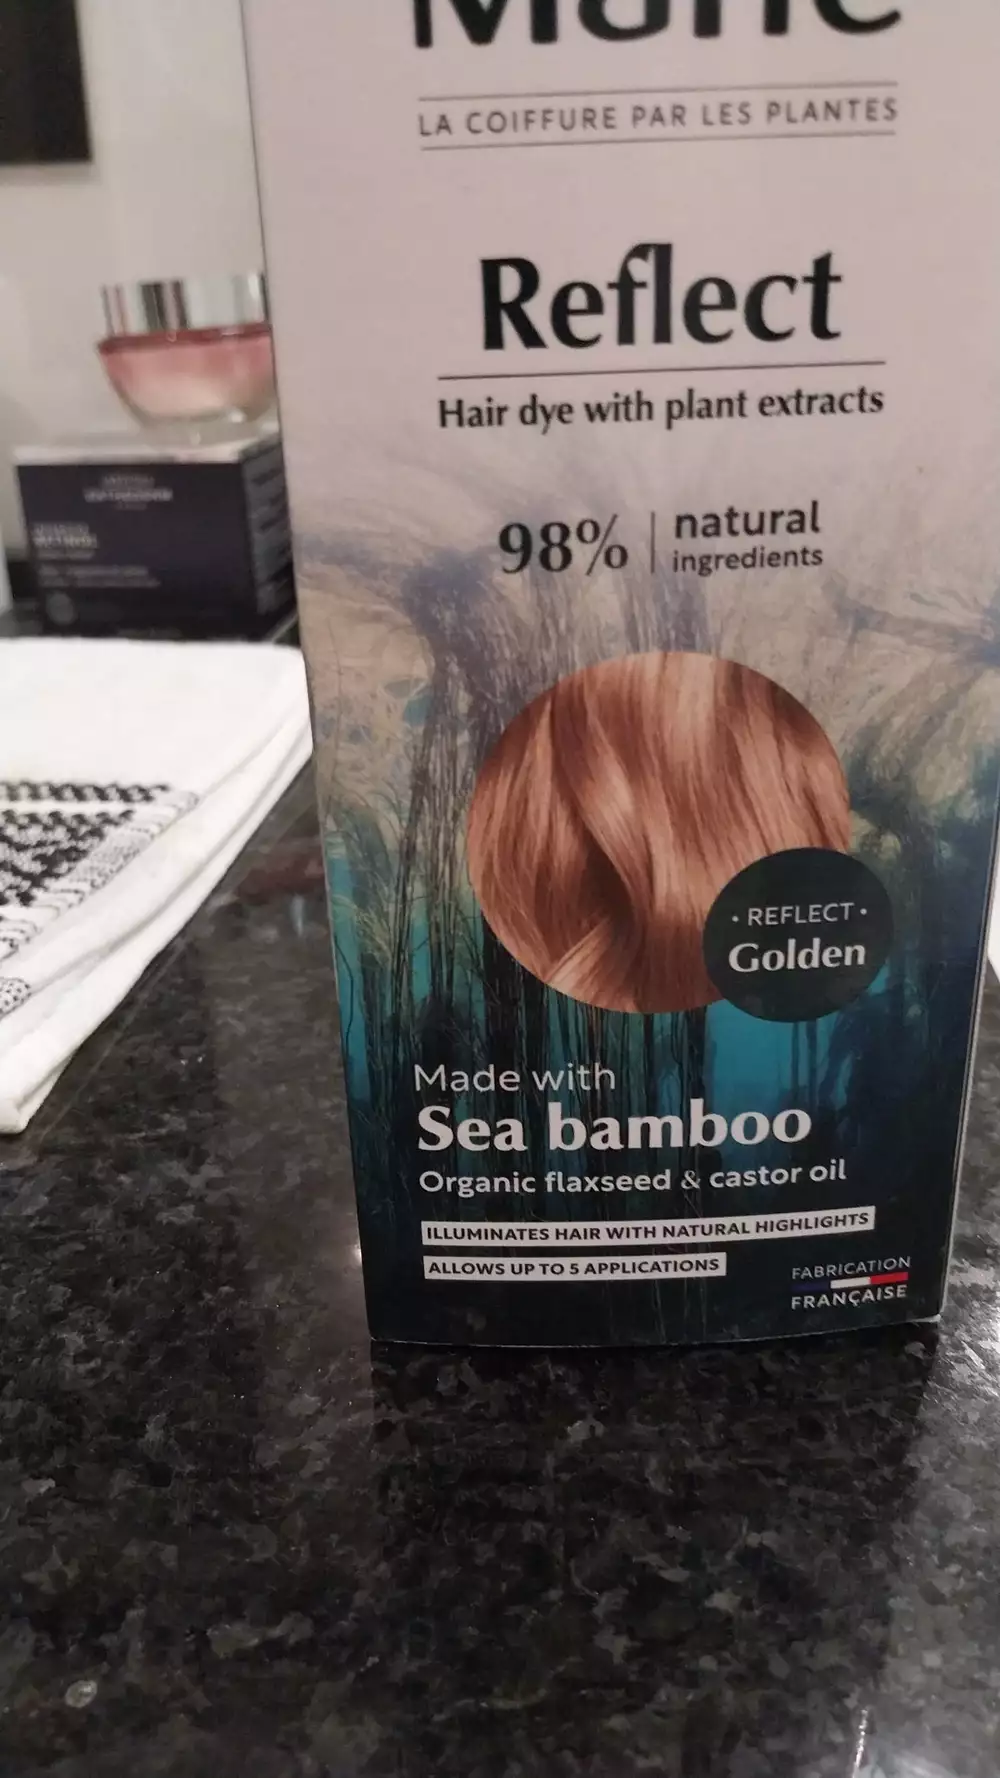 LA COIFFURE PAR LES PLANTES
Reflect
Hair dye with plant extracts
98% natural
ingredients
• REFLECT •
Golden
Made with
Sea bamboo
Organic flaxseed & castor oil
ILLUMINATES HAIR WITH NATURAL HIGHLIGHTS
ALLOWS UP TO 5 APPLICATIONS
FABRICATION
FRANÇAISE